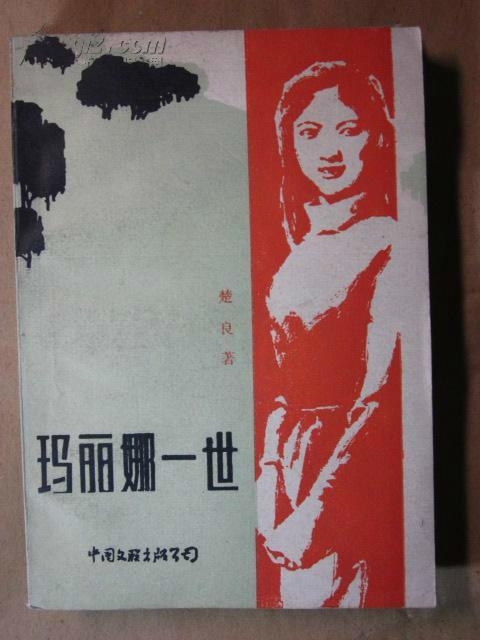 楚良著
玛丽娜一世
中国文联出版公司